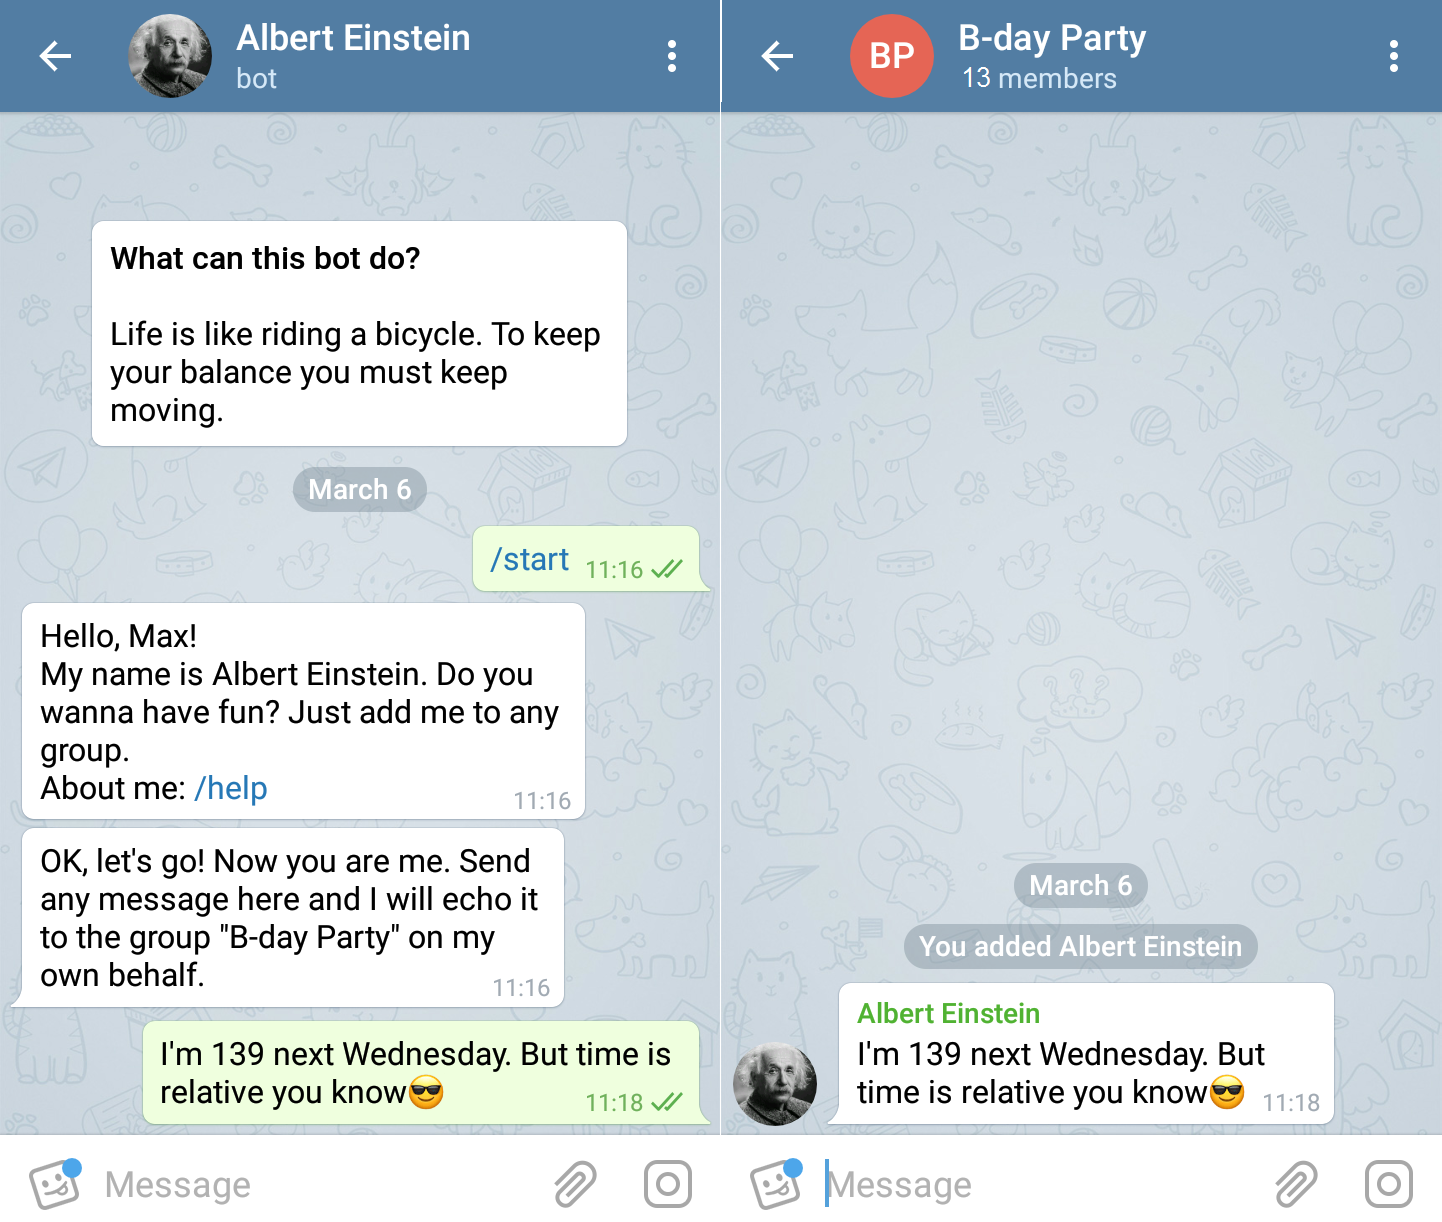 Albert Einstein
bot
What can this bot do?
Life is like riding a bicycle. To keep
your balance you must keep
moving.
March 6
/start 11:16
Hello, Max!
My name is Albert Einstein. Do you
wanna have fun? Just add me to any
group.
About me: /help 11:16
OK, let's go! Now you are me. Send
any message here and I will echo it
to the group "B-day Party" on my
own behalf. 11:16
I'm 139 next Wednesday. But time is
relative you know😎 11:18
Message
BP
B-day Party
13 members
March 6
You added Albert Einstein
Albert Einstein
I'm 139 next Wednesday. But
time is relative you know😎 11:18
Message